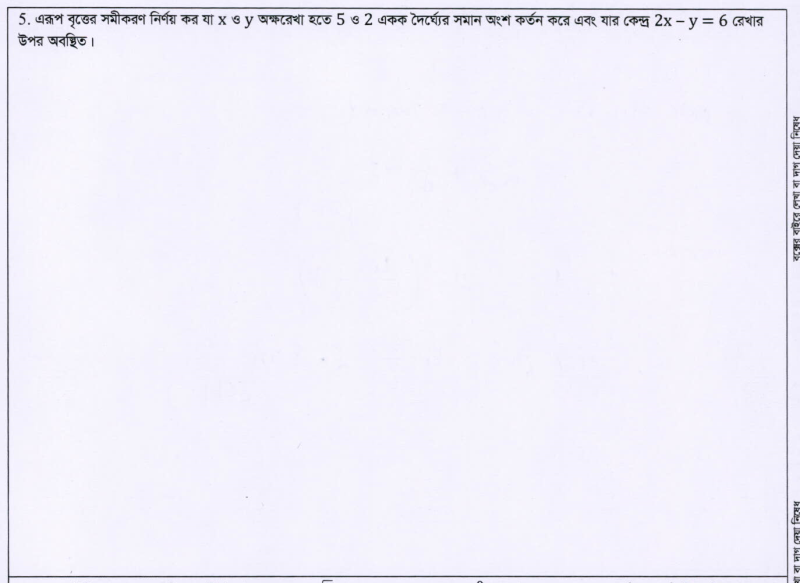 5. এরূপ বৃত্তের সমীকরণ নির্ণয় কর যা x ও y অক্ষরেখা হতে 5 ও 2 একক দৈর্ঘ্যের সমান অংশ কর্তন করে এবং যার কেন্দ্র 2x – y = 6 রেখার
উপর অবস্থিত।
বক্সের বাইরে লেখা বা দাগ দেয়া নিষেধ
বা দাগ দেয়া নিষেধ